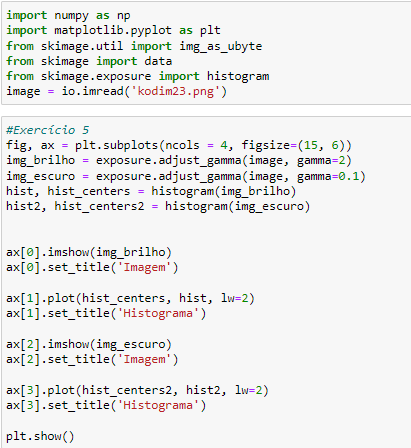 import numpy as np
import matplotlib.pyplot as plt
from skimage.util import img_as_ubyte
from skimage import data
from skimage.exposure import histogram
image = io.imread('kodim23.png')
#Exercício 5
fig, ax = plt.subplots(ncols = 4, figsize=(15, 6))
img_brilho = exposure.adjust_gamma(image, gamma=2)
img_escuro = exposure.adjust_gamma(image, gamma=0.1)
hist, hist_centers = histogram(img_brilho)
hist2, hist_centers2 = histogram(img_escuro)
ax[0].imshow(img_brilho)
ax[0].set_title('Imagem')
ax[1].plot(hist_centers, hist, lw=2)
ax[1].set_title('Histograma')
ax[2].imshow(img_escuro)
ax[2].set_title('Imagem')
ax[3].plot(hist_centers2, hist2, lw=2)
ax[3].set_title('Histograma')
plt.show()